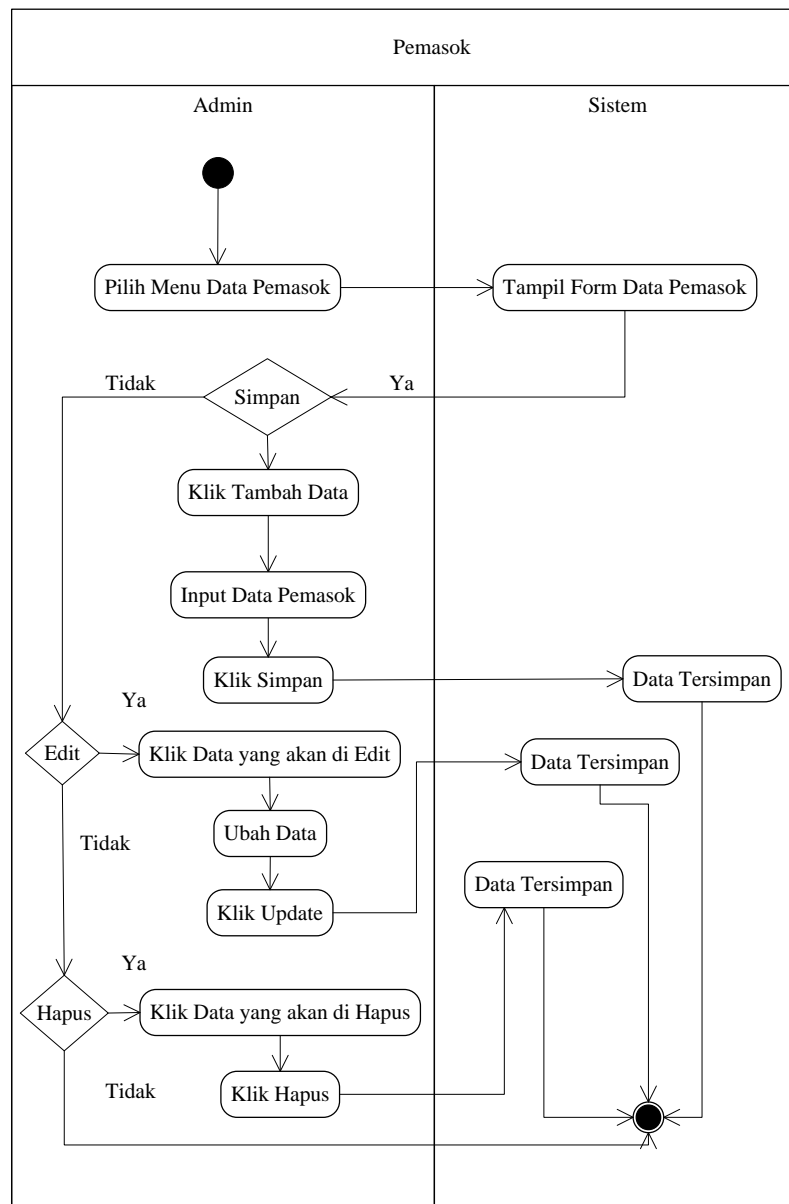 Pemasok
Admin
Sistem
Pilih Menu Data Pemasok
Tampil Form Data Pemasok
Tidak
Simpan
Ya
Klik Tambah Data
Input Data Pemasok
Klik Simpan
Data Tersimpan
Ya
Edit
Klik Data yang akan di Edit
Data Tersimpan
Tidak
Ubah Data
Data Tersimpan
Klik Update
Ya
Hapus
Klik Data yang akan di Hapus
Tidak
Klik Hapus